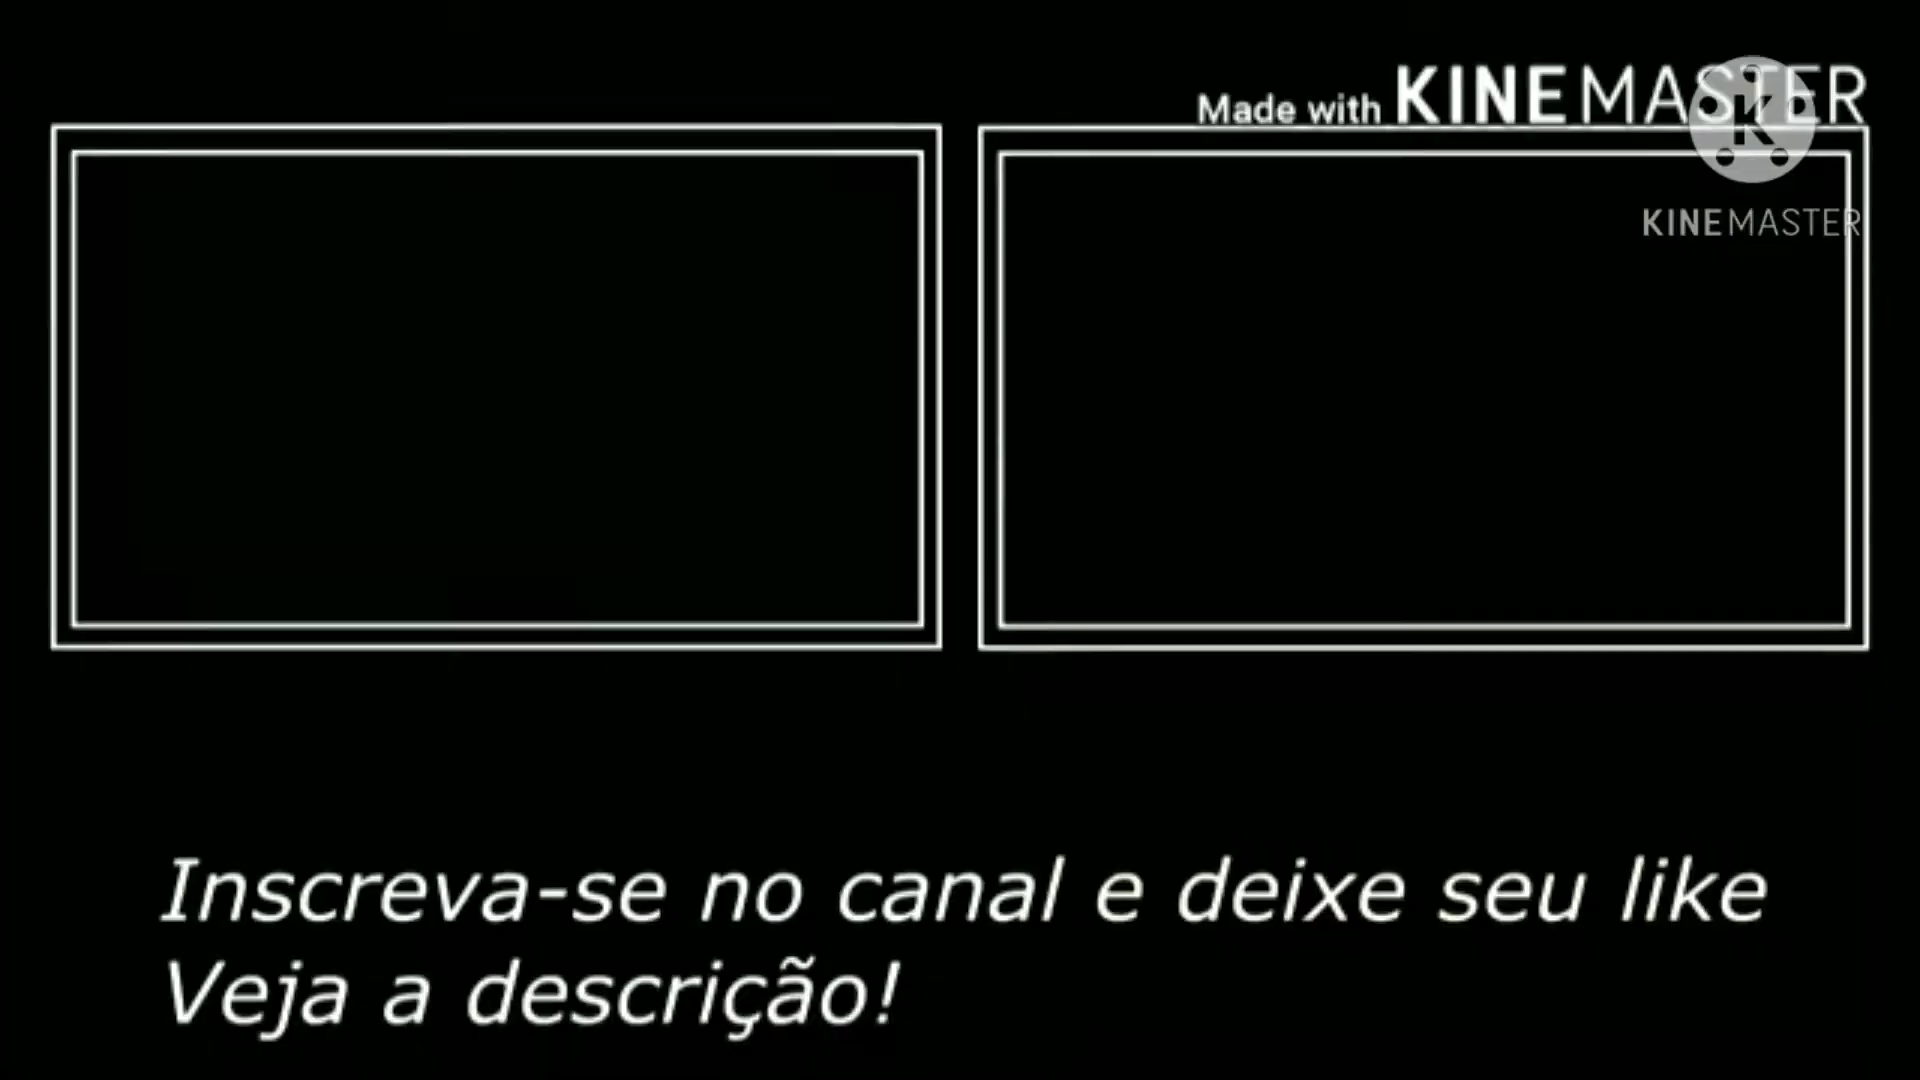 Made with KINEMASTER
K
KINEMASTER
Inscreva-se no canal e deixe seu like
Veja a descrição!